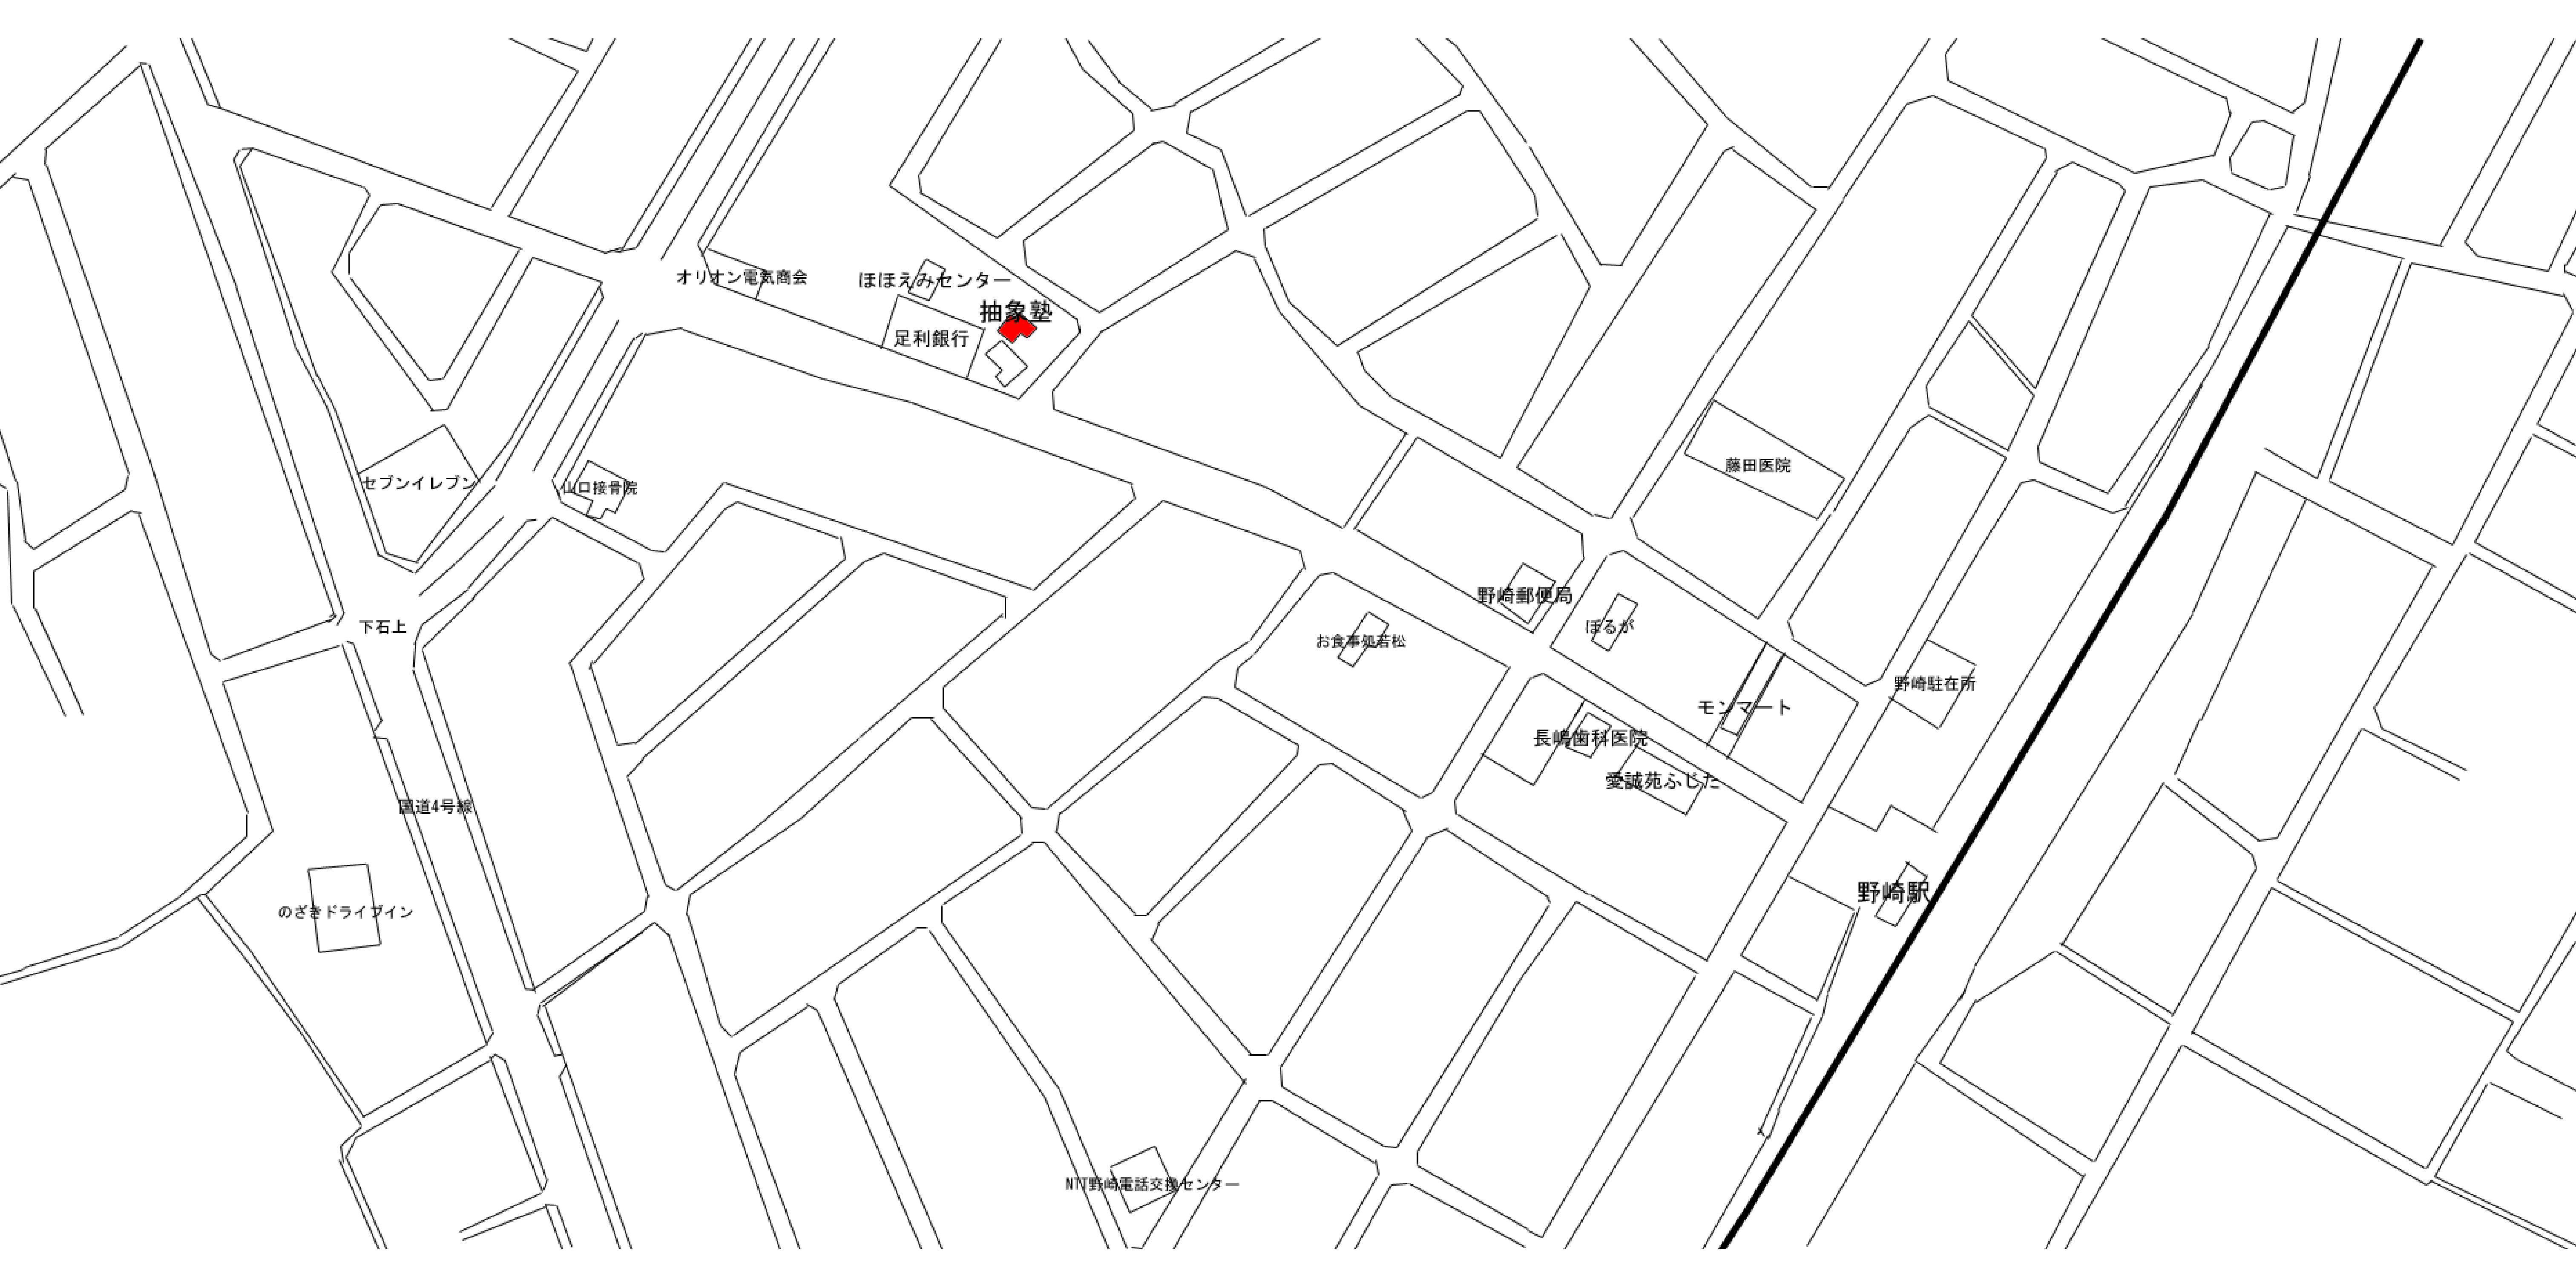 オリオン電気商会
ほほえみセンター
抽象塾
足利銀行
セブンイレブン
山口接骨院
藤田医院
野崎郵便局
ぽるが
下石上
お食事処若松
野崎駐在所
モンマート
長嶋歯科医院
愛誠苑ふじた
国道4号線
野崎駅
のざきドライブイン
NTT野崎電話交換センター